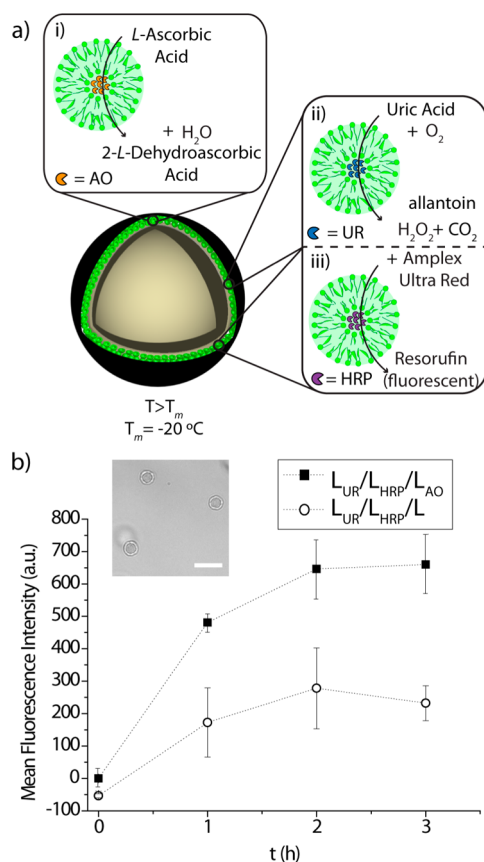 a)
i)
L-Ascorbic
Acid
+ H2O
2-L-Dehydroascorbic
Acid
= AO
ii)
Uric Acid
+ O2
allantoin
H2O2+ CO2
= UR
iii)
+ Amplex
Ultra Red
Resorufin
(fluorescent)
= HRP
T>Tm
Tm= -20 ºC
b)
LUR/LHRP/LAO
LUR/LHRP/L
Mean Fluorescence Intensity (a.u.)
800
700
600
500
400
300
200
100
0
-100
0
1
2
3
t (h)